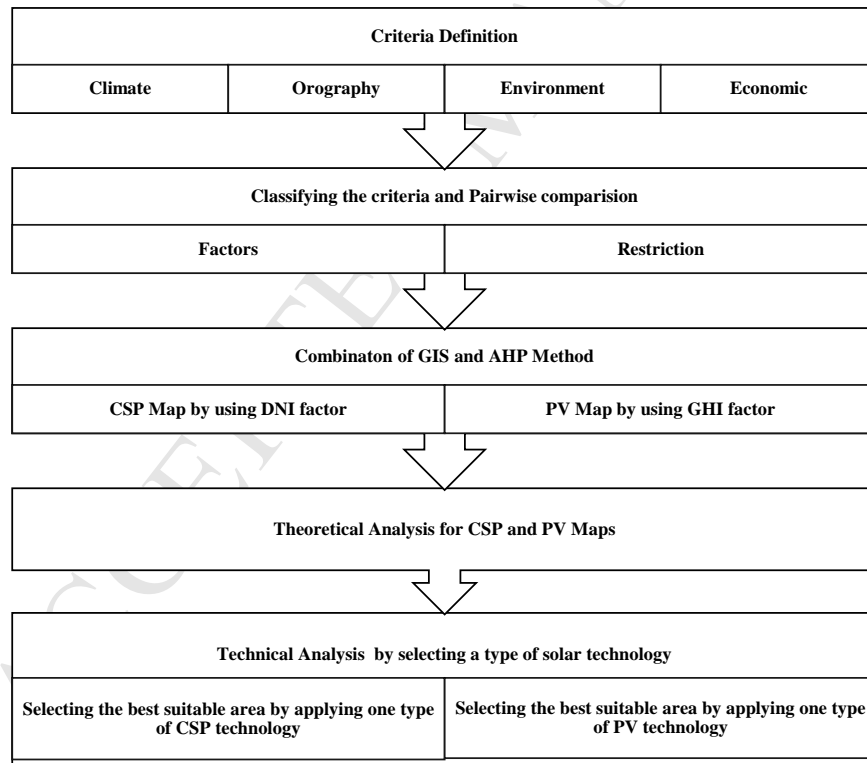 Criteria Definition
Climate
Orography
Environment
Economic
Classifying the criteria and Pairwise comparision
Factors
Restriction
Combinaton of GIS and AHP Method
CSP Map by using DNI factor
PV Map by using GHI factor
Theoretical Analysis for CSP and PV Maps
Technical Analysis by selecting a type of solar technology
Selecting the best suitable area by applying one type
of CSP technology
Selecting the best suitable area by applying one type
of PV technology